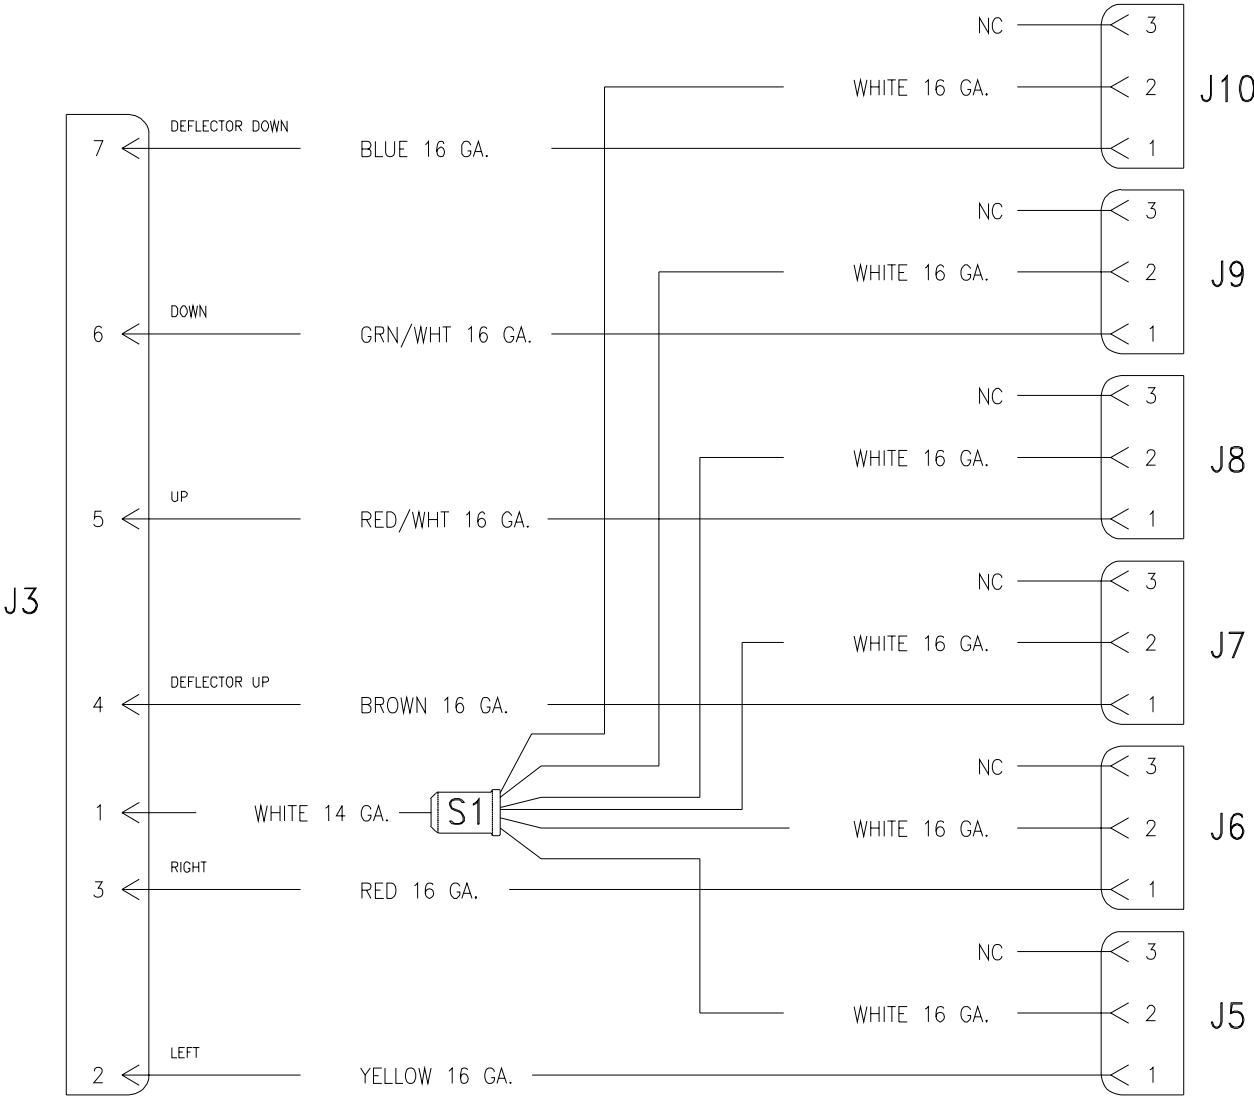 NC 3
WHITE 16 GA. 2 J10
DEFLECTOR DOWN
7 BLUE 16 GA. 1
NC 3
WHITE 16 GA. 2 J9
DOWN
6 GRN/WHT 16 GA. 1
NC 3
WHITE 16 GA. 2 J8
UP
5 RED/WHT 16 GA. 1
NC 3
J3
WHITE 16 GA. 2 J7
DEFLECTOR UP
4 BROWN 16 GA. 1
NC 3
1 WHITE 14 GA. S1
WHITE 16 GA. 2 J6
RIGHT
3 RED 16 GA. 1
NC 3
WHITE 16 GA. 2 J5
LEFT
2 YELLOW 16 GA. 1